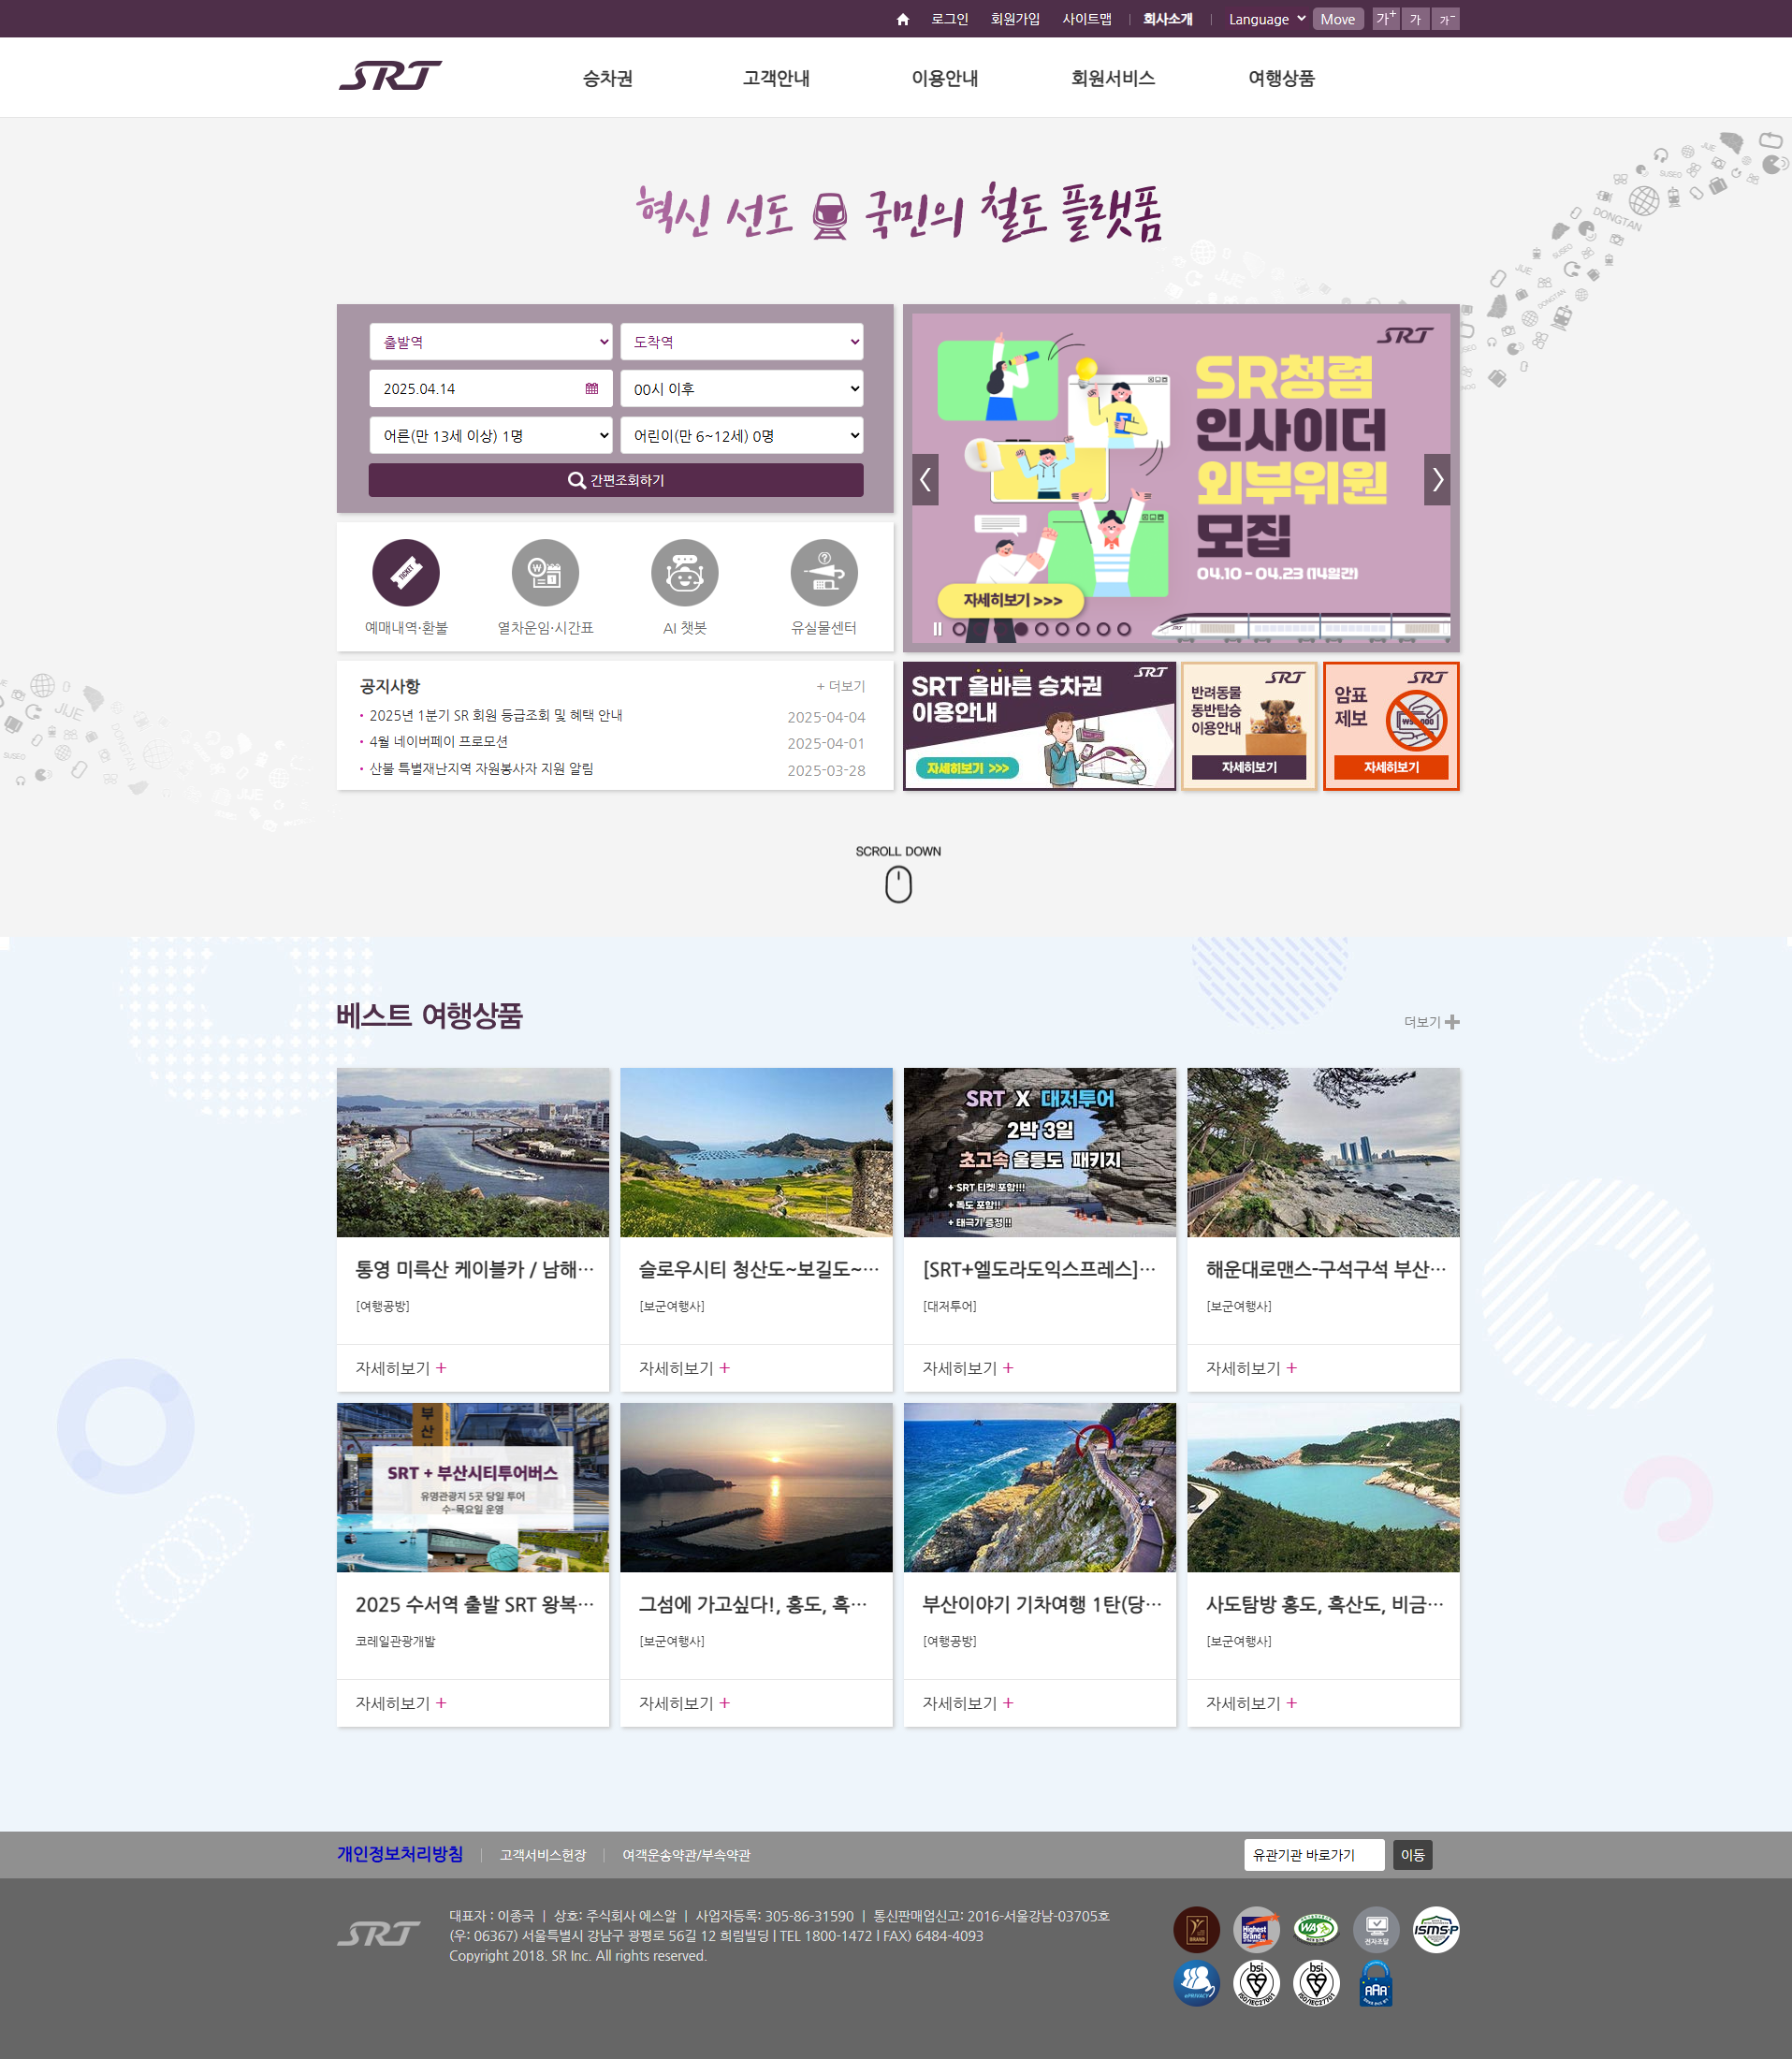 로그인 회원가입 사이트맵 회사소개 Language Move 가+ 가 가-
SRT 승차권 고객안내 이용안내 회원서비스 여행상품
혁신 선도 국민의 철도 플랫폼
출발역 도착역
2025.04.14 00시 이후
어른(만 13세 이상) 1명 어린이(만 6~12세) 0명
간편조회하기
TICKET
예매내역·환불 열차운임·시간표 AI 챗봇 유실물센터
SRT
SR청렴
인사이더
외부위원
모집
04.10 - 04.23 (14일간)
자세히보기 >>>
공지사항 + 더보기
2025년 1분기 SR 회원 등급조회 및 혜택 안내 2025-04-04
4월 네이버페이 프로모션 2025-04-01
산불 특별재난지역 자원봉사자 지원 알림 2025-03-28
SRT
SRT 올바른 승차권
이용안내
자세히보기 >>>
SRT
반려동물
동반탑승
이용안내
자세히보기
SRT
암표
제보
자세히보기
SCROLL DOWN
베스트 여행상품 더보기
SRT X 대저투어
2박 3일
초고속 울릉도 패키지
+ SRT 티켓 포함!!!
+ 독도 포함!!
+ 태극기 증정 !!
통영 미륵산 케이블카 / 남해…
[여행공방]
자세히보기 +
슬로우시티 청산도~보길도~…
[보군여행사]
자세히보기 +
[SRT+엘도라도익스프레스]…
[대저투어]
자세히보기 +
해운대로맨스-구석구석 부산…
[보군여행사]
자세히보기 +
SRT + 부산시티투어버스
유명관광지 5곳 당일 투어
수-목요일 운영
2025 수서역 출발 SRT 왕복…
코레일관광개발
자세히보기 +
그섬에 가고싶다!, 홍도, 흑…
[보군여행사]
자세히보기 +
부산이야기 기차여행 1탄(당…
[여행공방]
자세히보기 +
사도탐방 홍도, 흑산도, 비금…
[보군여행사]
자세히보기 +
개인정보처리방침 고객서비스헌장 여객운송약관/부속약관 유관기관 바로가기 이동
SRT
대표자 : 이종국 | 상호: 주식회사 에스알 | 사업자등록: 305-86-31590 | 통신판매업신고: 2016-서울강남-03705호
(우: 06367) 서울특별시 강남구 광평로 56길 12 희림빌딩 | TEL 1800-1472 | FAX) 6484-4093
Copyright 2018. SR Inc. All rights reserved.
BRAND Highest Brand WA 전자조달 ISMS-P
ePRIVACY bsi ISO/IEC27001 bsi ISO/IEC27701 AAA